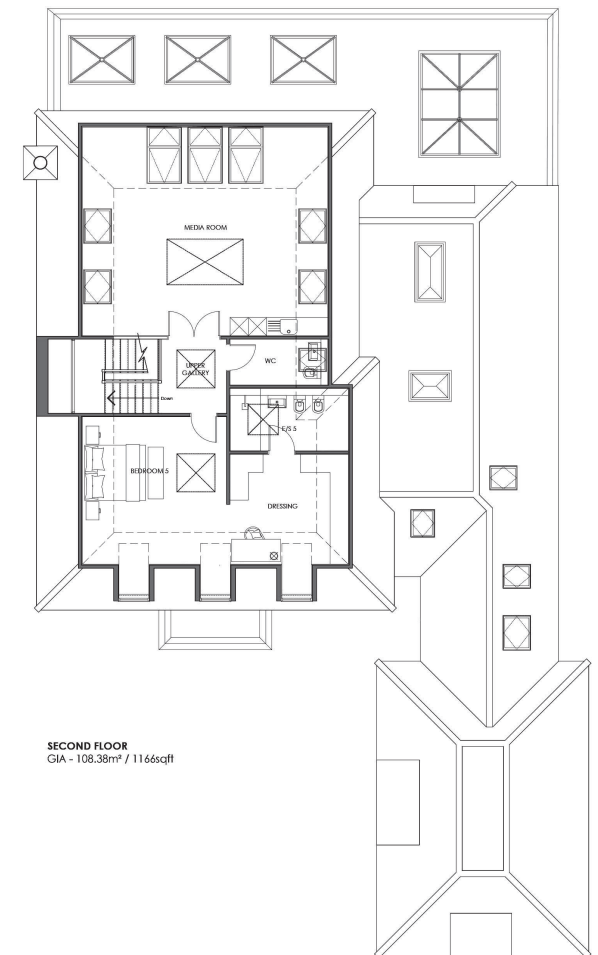 MEDIA ROOM
UPPER
GALLERY
WC
Down
E/S 5
BEDROOM 5
DRESSING
SECOND FLOOR
GIA - 108.38m² / 1166sqft